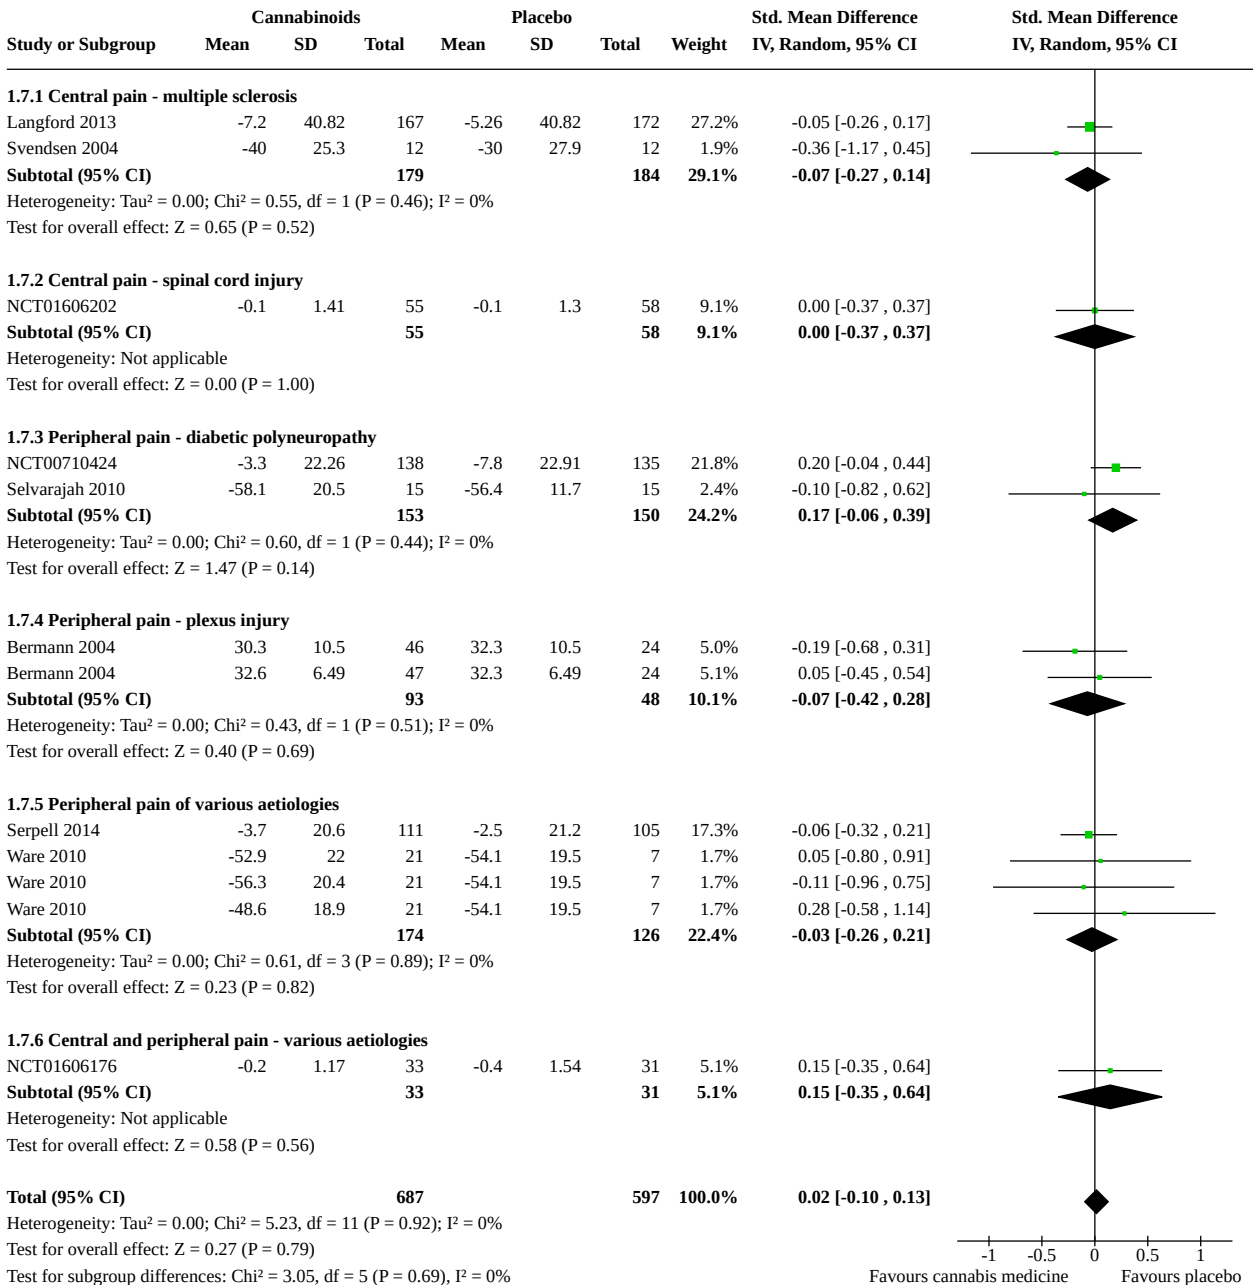 Cannabinoids Placebo Std. Mean Difference Std. Mean Difference
Study or Subgroup Mean SD Total Mean SD Total Weight IV, Random, 95% CI IV, Random, 95% CI
1.7.1 Central pain - multiple sclerosis
Langford 2013 -7.2 40.82 167 -5.26 40.82 172 27.2% -0.05 [-0.26 , 0.17]
Svendsen 2004 -40 25.3 12 -30 27.9 12 1.9% -0.36 [-1.17 , 0.45]
Subtotal (95% CI) 179 184 29.1% -0.07 [-0.27 , 0.14]
Heterogeneity: Tau² = 0.00; Chi² = 0.55, df = 1 (P = 0.46); I² = 0%
Test for overall effect: Z = 0.65 (P = 0.52)
1.7.2 Central pain - spinal cord injury
NCT01606202 -0.1 1.41 55 -0.1 1.3 58 9.1% 0.00 [-0.37 , 0.37]
Subtotal (95% CI) 55 58 9.1% 0.00 [-0.37 , 0.37]
Heterogeneity: Not applicable
Test for overall effect: Z = 0.00 (P = 1.00)
1.7.3 Peripheral pain - diabetic polyneuropathy
NCT00710424 -3.3 22.26 138 -7.8 22.91 135 21.8% 0.20 [-0.04 , 0.44]
Selvarajah 2010 -58.1 20.5 15 -56.4 11.7 15 2.4% -0.10 [-0.82 , 0.62]
Subtotal (95% CI) 153 150 24.2% 0.17 [-0.06 , 0.39]
Heterogeneity: Tau² = 0.00; Chi² = 0.60, df = 1 (P = 0.44); I² = 0%
Test for overall effect: Z = 1.47 (P = 0.14)
1.7.4 Peripheral pain - plexus injury
Bermann 2004 30.3 10.5 46 32.3 10.5 24 5.0% -0.19 [-0.68 , 0.31]
Bermann 2004 32.6 6.49 47 32.3 6.49 24 5.1% 0.05 [-0.45 , 0.54]
Subtotal (95% CI) 93 48 10.1% -0.07 [-0.42 , 0.28]
Heterogeneity: Tau² = 0.00; Chi² = 0.43, df = 1 (P = 0.51); I² = 0%
Test for overall effect: Z = 0.40 (P = 0.69)
1.7.5 Peripheral pain of various aetiologies
Serpell 2014 -3.7 20.6 111 -2.5 21.2 105 17.3% -0.06 [-0.32 , 0.21]
Ware 2010 -52.9 22 21 -54.1 19.5 7 1.7% 0.05 [-0.80 , 0.91]
Ware 2010 -56.3 20.4 21 -54.1 19.5 7 1.7% -0.11 [-0.96 , 0.75]
Ware 2010 -48.6 18.9 21 -54.1 19.5 7 1.7% 0.28 [-0.58 , 1.14]
Subtotal (95% CI) 174 126 22.4% -0.03 [-0.26 , 0.21]
Heterogeneity: Tau² = 0.00; Chi² = 0.61, df = 3 (P = 0.89); I² = 0%
Test for overall effect: Z = 0.23 (P = 0.82)
1.7.6 Central and peripheral pain - various aetiologies
NCT01606176 -0.2 1.17 33 -0.4 1.54 31 5.1% 0.15 [-0.35 , 0.64]
Subtotal (95% CI) 33 31 5.1% 0.15 [-0.35 , 0.64]
Heterogeneity: Not applicable
Test for overall effect: Z = 0.58 (P = 0.56)
Total (95% CI) 687 597 100.0% 0.02 [-0.10 , 0.13]
Heterogeneity: Tau² = 0.00; Chi² = 5.23, df = 11 (P = 0.92); I² = 0%
Test for overall effect: Z = 0.27 (P = 0.79)
-1 -0.5 0 0.5 1
Test for subgroup differences: Chi² = 3.05, df = 5 (P = 0.69), I² = 0% Favours cannabis medicine Favours placebo